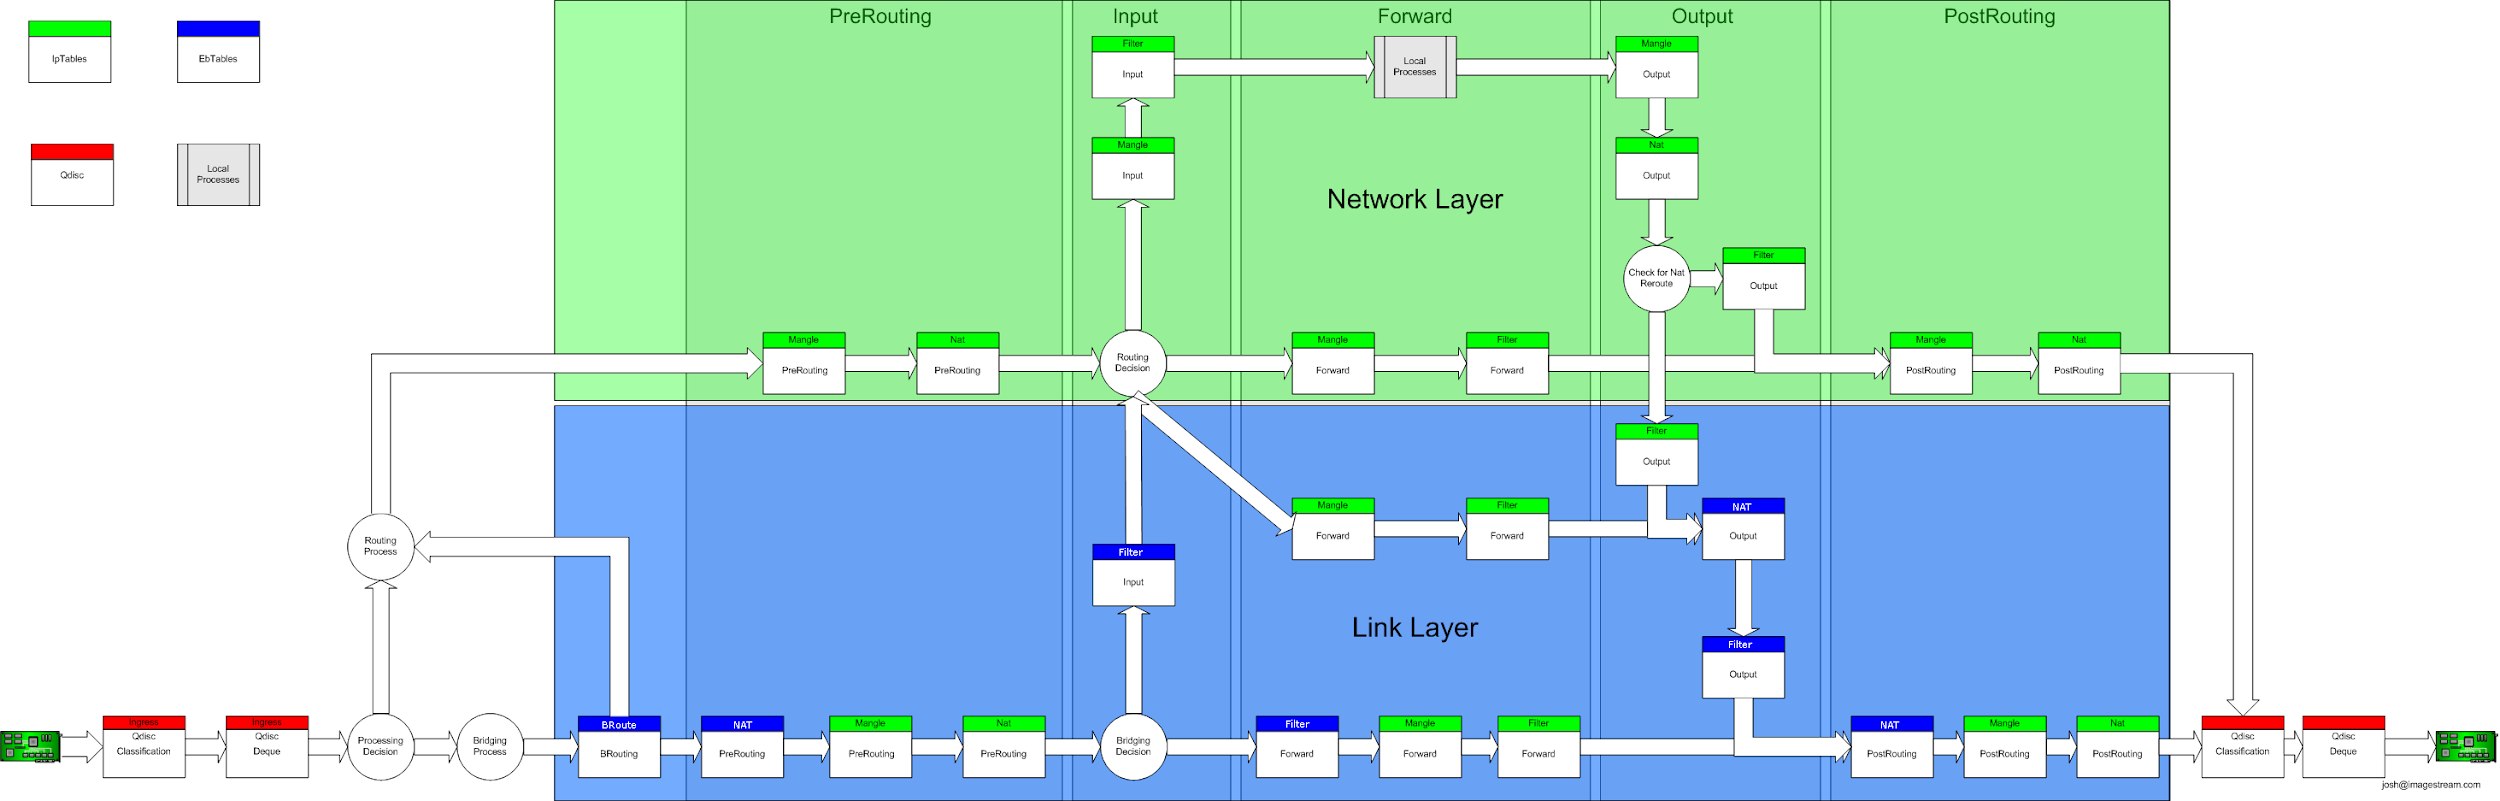 PreRouting
Input
Forward
Output
PostRouting
IpTables
EbTables
Qdisc
Local
Processes
Filter
Input
Local
Processes
Mangle
Output
Mangle
Input
Nat
Output
Network Layer
Check for Nat
Reroute
Filter
Output
Mangle
PreRouting
Nat
PreRouting
Routing
Decision
Mangle
Forward
Filter
Forward
Mangle
PostRouting
Nat
PostRouting
Filter
Output
Routing
Process
Filter
Input
Mangle
Forward
Filter
Forward
NAT
Output
Link Layer
Filter
Output
Ingress
Qdisc
Classification
Ingress
Qdisc
Deque
Processing
Decision
Bridging
Process
BRoute
BRouting
NAT
PreRouting
Mangle
PreRouting
Nat
PreRouting
Bridging
Decision
Filter
Forward
Mangle
Forward
Filter
Forward
NAT
PostRouting
Mangle
PostRouting
Nat
PostRouting
Qdisc
Classification
Qdisc
Deque
josh@imagestream.com